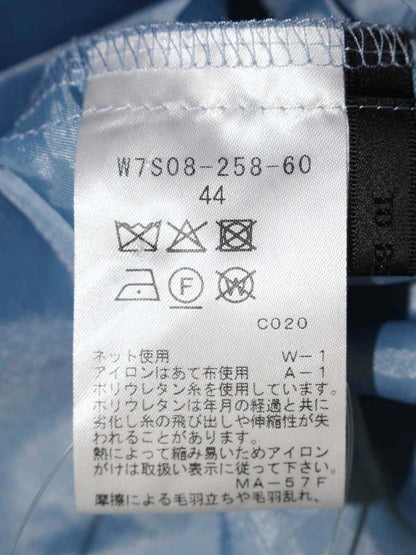 W7S08-258-60
44
F
W
C020
ネット使用 W-1
アイロンはあて布使用 A-1
ポリウレタン糸を使用しています。
ポリウレタンは年月の経過と共に
劣化し糸の飛び出しや伸縮性が失
われることがあります。
熱によって縮み易いためアイロン
がけは取扱い表示に従って下さい。
MA-57F
摩擦による毛羽立ちや毛羽乱れ、